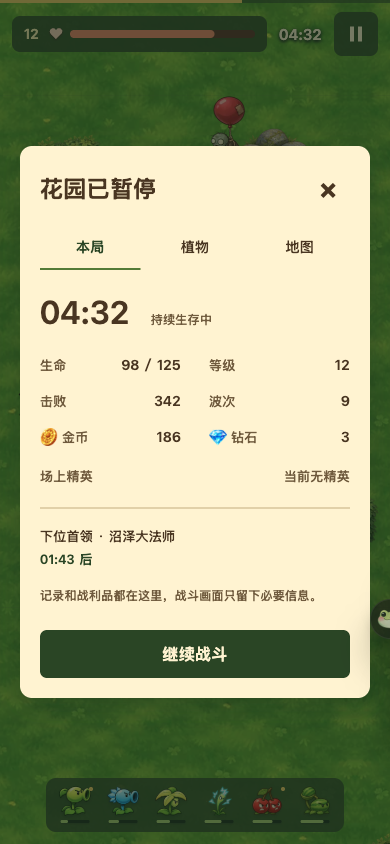 12 04:32
花园已暂停
本局 植物 地图
04:32 持续生存中
生命 98 / 125 等级 12
击败 342 波次 9
金币 186 钻石 3
场上精英 当前无精英
下位首领 · 沼泽大法师
01:43 后
记录和战利品都在这里，战斗画面只留下必要信息。
继续战斗